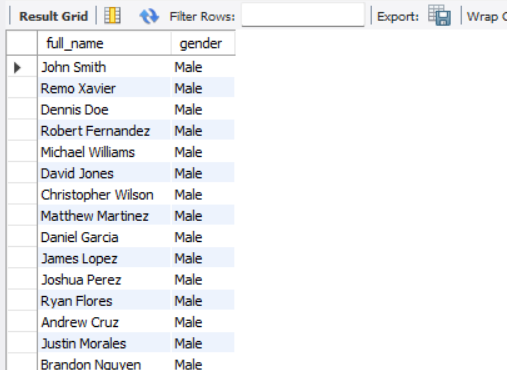 Result Grid Filter Rows: Export: Wrap C
full_name gender
John Smith Male
Remo Xavier Male
Dennis Doe Male
Robert Fernandez Male
Michael Williams Male
David Jones Male
Christopher Wilson Male
Matthew Martinez Male
Daniel Garcia Male
James Lopez Male
Joshua Perez Male
Ryan Flores Male
Andrew Cruz Male
Justin Morales Male
Brandon Nguyen Male